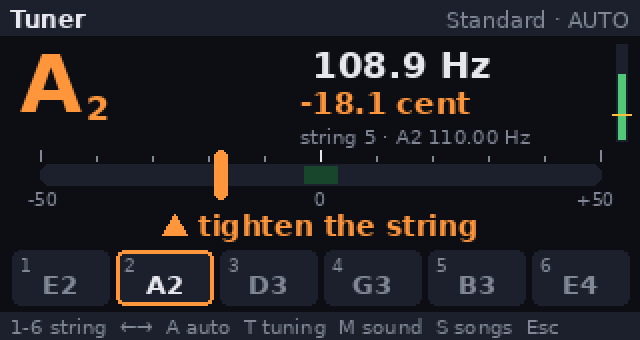 Tuner Standard · AUTO
A2 108.9 Hz
-18.1 cent
string 5 · A2 110.00 Hz
-50 0 +50
▲ tighten the string
1 E2 2 A2 3 D3 4 G3 5 B3 6 E4
1-6 string ←→ A auto T tuning M sound S songs Esc